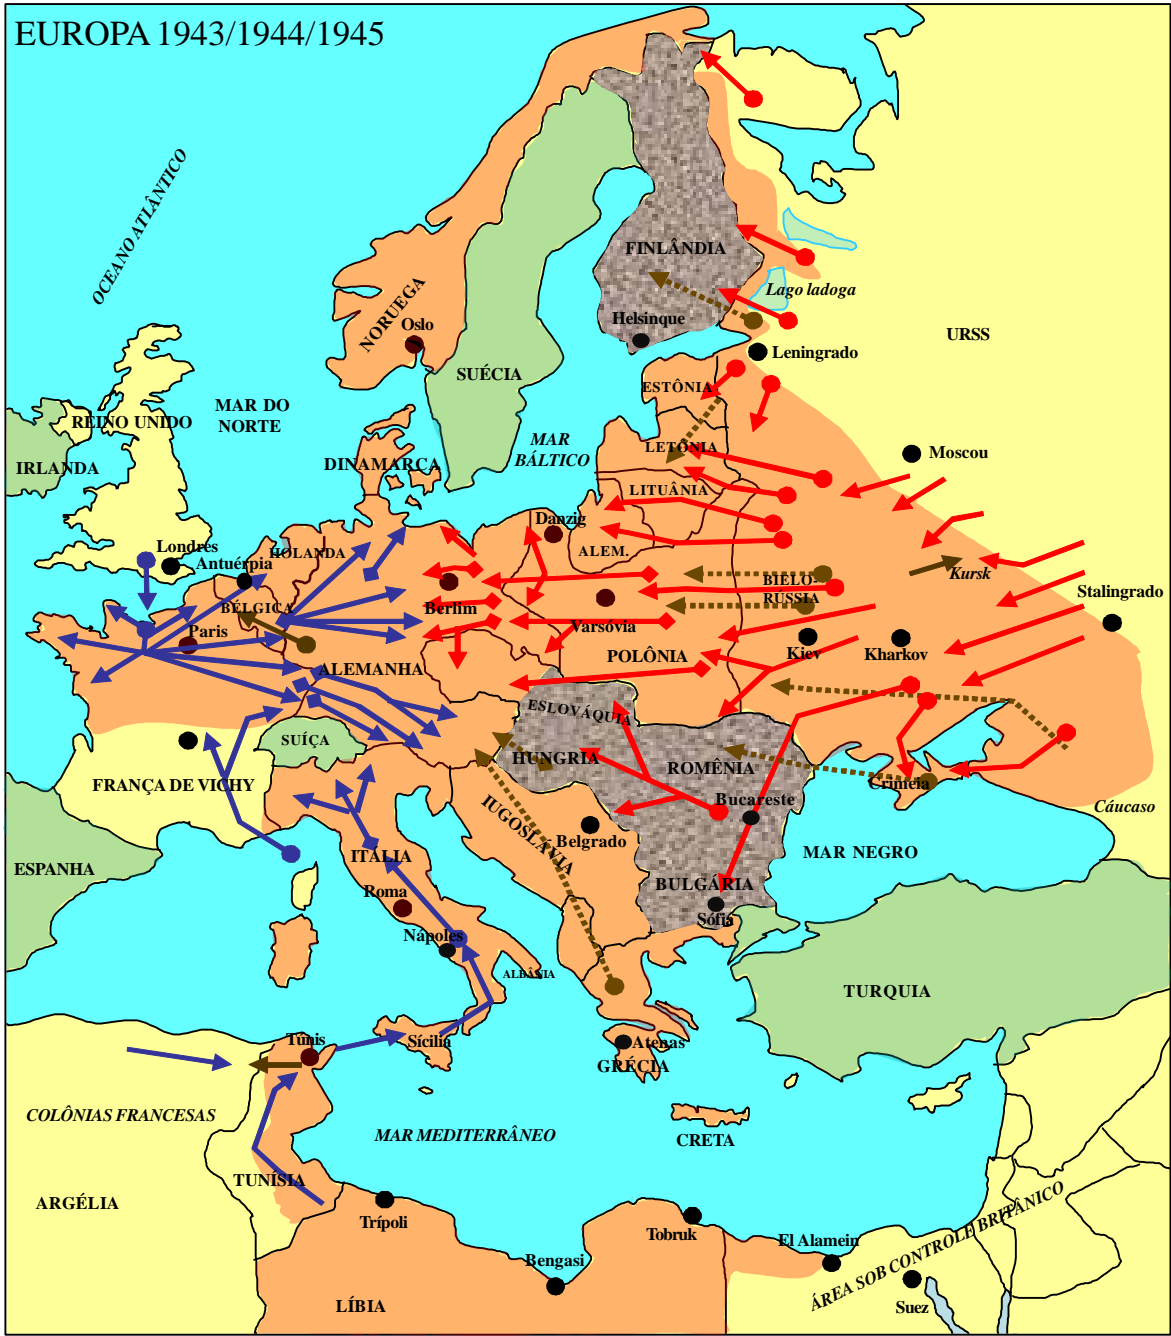 EUROPA 1943/1944/1945
OCEANO ATLÂNTICO
FINLÂNDIA
Lago ladoga
NORUEGA
Oslo
Helsinque
URSS
Leningrado
SUÉCIA
ESTÔNIA
MAR DO
NORTE
REINO UNIDO
IRLANDA
MAR
BÁLTICO
LETÔNIA
Moscou
DINAMARCA
LITUÂNIA
Danzig
Londres
HOLANDA
ALEM.
Antuérpia
Kursk
BIELO-
RÚSSIA
Stalingrado
BÉLGICA
Berlim
Paris
Varsóvia
POLÔNIA
Kiev
Kharkov
ALEMANHA
ESLOVÁQUIA
SUÍÇA
HUNGRIA
ROMÊNIA
FRANÇA DE VICHY
Criméia
Bucareste
Cáucaso
IUGOSLÁVIA
Belgrado
MAR NEGRO
ITÁLIA
ESPANHA
Roma
BULGÁRIA
Sófia
Nápoles
ALBÂNIA
TURQUIA
Túnis
Sicília
Atenas
GRÉCIA
COLÔNIAS FRANCESAS
MAR MEDITERRÂNEO
CRETA
TUNÍSIA
ARGÉLIA
Trípoli
Tobruk
El Alamein
ÁREA SOB CONTROLE BRITÂNICO
Bengasi
LÍBIA
Suez